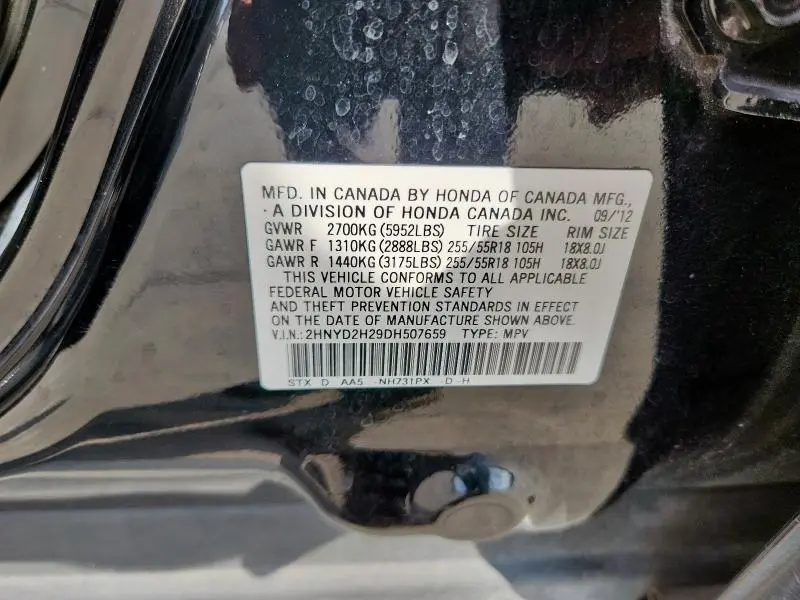 MFD. IN CANADA BY HONDA OF CANADA MFG.,
· A DIVISION OF HONDA CANADA INC. 09/'12
GVWR 2700KG (5952LBS) TIRE SIZE RIM SIZE
GAWR F 1310KG (2888LBS) 255/55R18 105H 18X8.0J
GAWR R 1440KG (3175LBS) 255/55R18 105H 18X8.0J
THIS VEHICLE CONFORMS TO ALL APPLICABLE
FEDERAL MOTOR VEHICLE SAFETY
AND THEFT PREVENTION STANDARDS IN EFFECT
ON THE DATE OF MANUFACTURE SHOWN ABOVE.
V.I.N.: 2HNYD2H29DH507659 TYPE: MPV
STX D AA5 -NH731PX -D -H